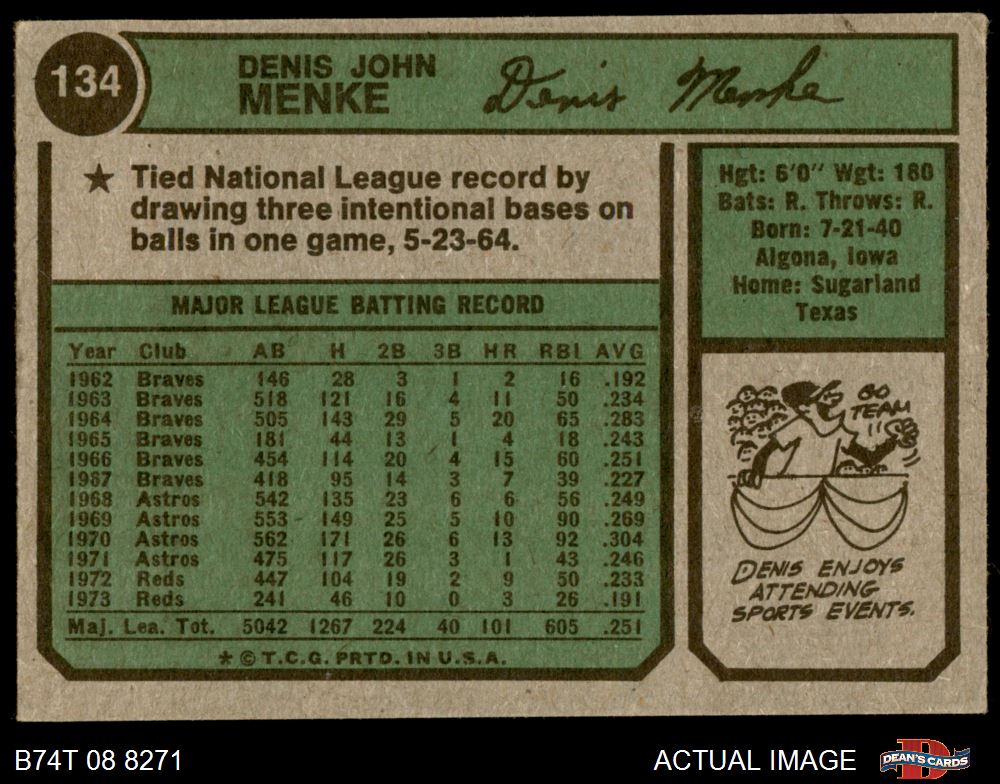 134
DENIS JOHN
MENKE
Denis Menke
★ Tied National League record by
drawing three intentional bases on
balls in one game, 5-23-64.
MAJOR LEAGUE BATTING RECORD
Year Club AB H 2B 3B HR RBI AVG
1962 Braves 146 28 3 1 2 16 .192
1963 Braves 518 121 16 4 11 50 .234
1964 Braves 505 143 29 5 20 65 .283
1965 Braves 181 44 13 1 4 18 .243
1966 Braves 454 114 20 4 15 60 .251
1967 Braves 418 95 14 3 7 39 .227
1968 Astros 542 135 23 6 6 56 .249
1969 Astros 553 149 25 5 10 90 .269
1970 Astros 562 171 26 6 13 92 .304
1971 Astros 475 117 26 3 1 43 .246
1972 Reds 447 104 19 2 9 50 .233
1973 Reds 241 46 10 0 3 26 .191
Maj. Lea. Tot. 5042 1267 224 40 101 605 .251
* © T.C.G. PRTD. IN U.S.A.
Hgt: 6'0" Wgt: 180
Bats: R. Throws: R.
Born: 7-21-40
Algona, Iowa
Home: Sugarland
Texas
GO
TEAM
!!
DENIS ENJOYS
ATTENDING
SPORTS EVENTS.
B74T 08 8271
ACTUAL IMAGE
D
DEAN'S CARDS